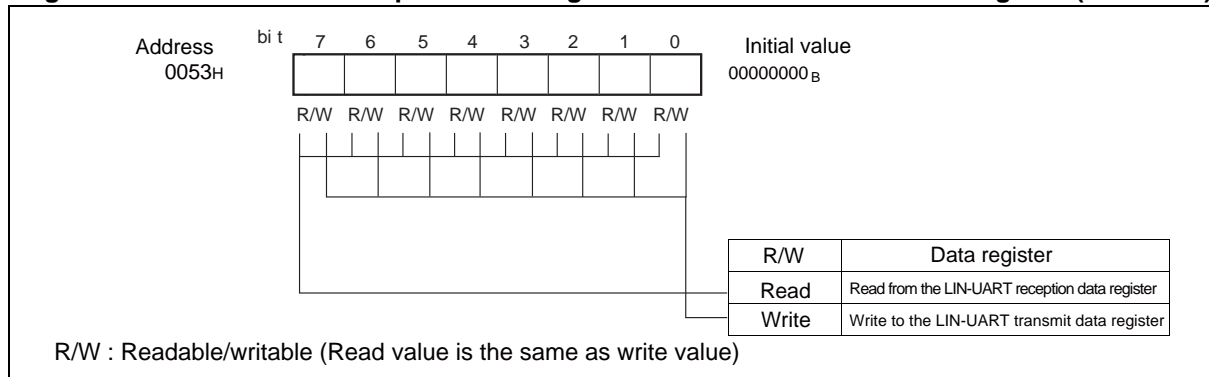 Address bit 7 6 5 4 3 2 1 0 Initial value
0053H 00000000B
R/W R/W R/W R/W R/W R/W R/W R/W
R/W Data register
Read Read from the LIN-UART reception data register
Write Write to the LIN-UART transmit data register
R/W : Readable/writable (Read value is the same as write value)